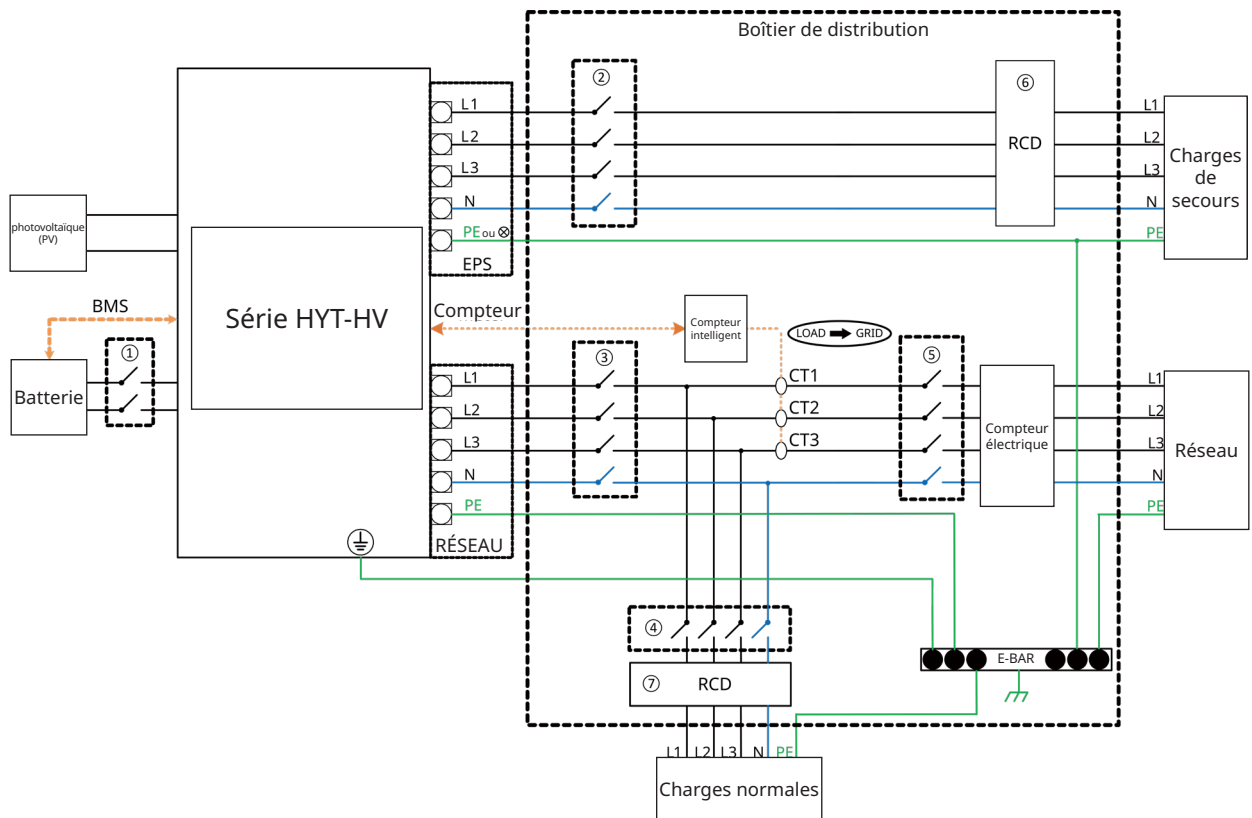 Boîtier de distribution
②
⑥
L1
L2
L3
N
PE ou ⊗
EPS
RCD
L1
L2
L3
N
PE
Charges
de
secours
photovoltaïque
(PV)
BMS
①
Batterie
Série HYT-HV
Compteur
Compteur
intelligent
LOAD ➡ GRID
③
⑤
L1
L2
L3
N
PE
RÉSEAU
CT1
CT2
CT3
Compteur
électrique
L1
L2
L3
N
PE
Réseau
④
⑦ RCD
E-BAR
L1 L2 L3 N PE
Charges normales